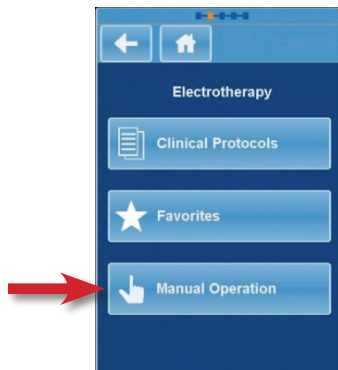 Electrotherapy
Clinical Protocols
Favorites
Manual Operation